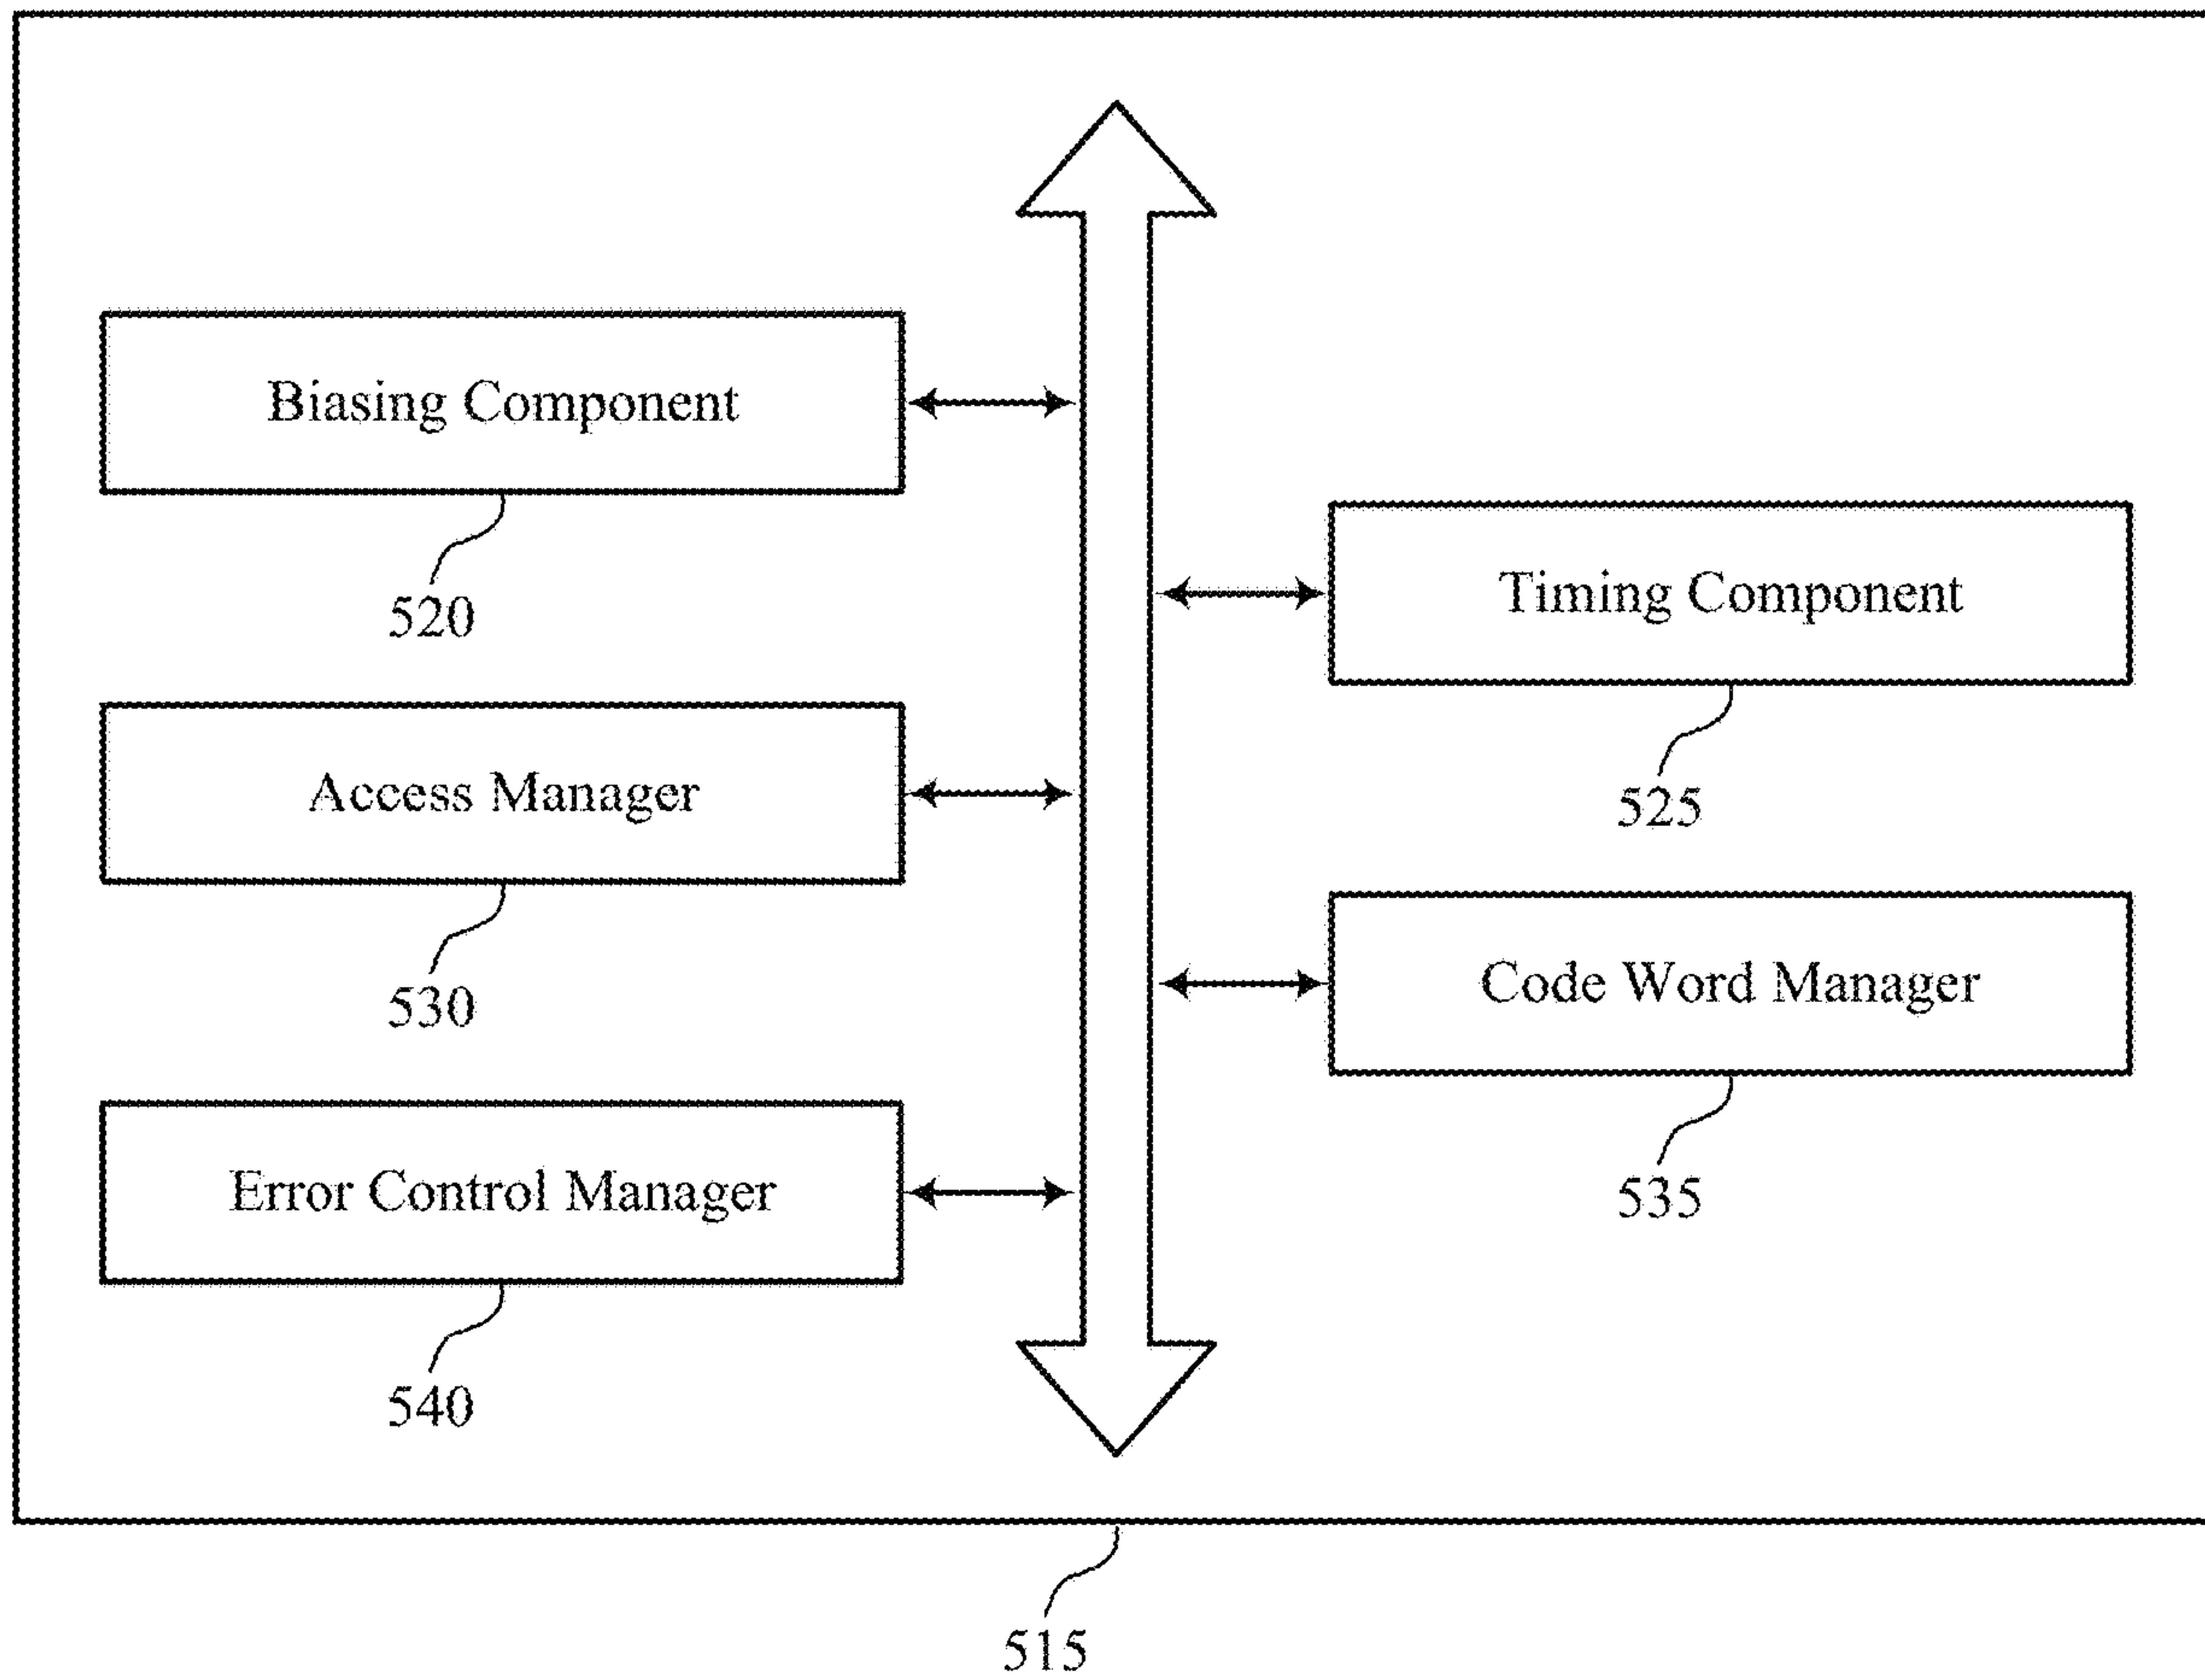 Biasing Component
520
Timing Component
525
Access Manager
530
Code Word Manager
535
Error Control Manager
540
515